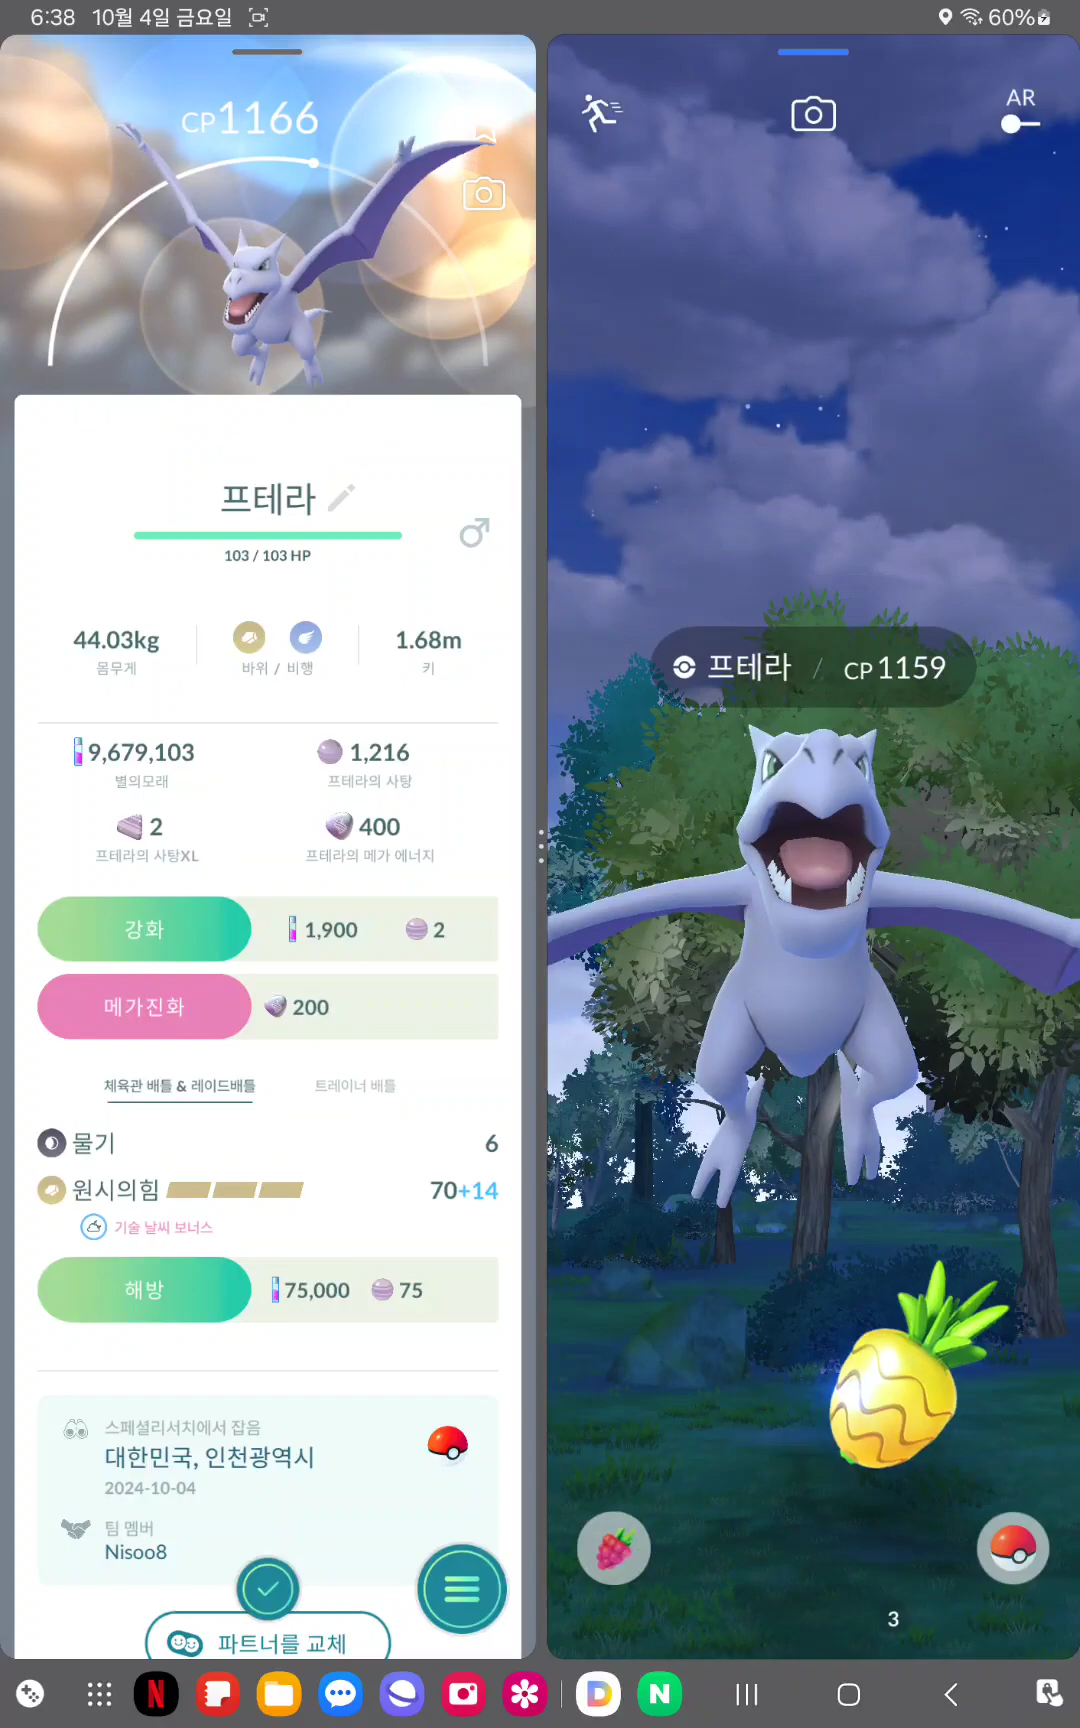 6:38 10월 4일 금요일
60%
CP1166
프테라
103 / 103 HP
44.03kg
몸무게
바위 / 비행
1.68m
키
9,679,103
별의모래
1,216
프테라의 사탕
2
프테라의 사탕XL
400
프테라의 메가 에너지
강화 1,900 2
메가진화 200
체육관 배틀 & 레이드배틀 트레이너 배틀
물기 6
원시의힘 70+14
기술 날씨 보너스
해방 75,000 75
스페셜리서치에서 잡음
대한민국, 인천광역시
2024-10-04
팀 멤버
Nisoo8
파트너를 교체
AR
프테라 / CP1159
3
N
D
N